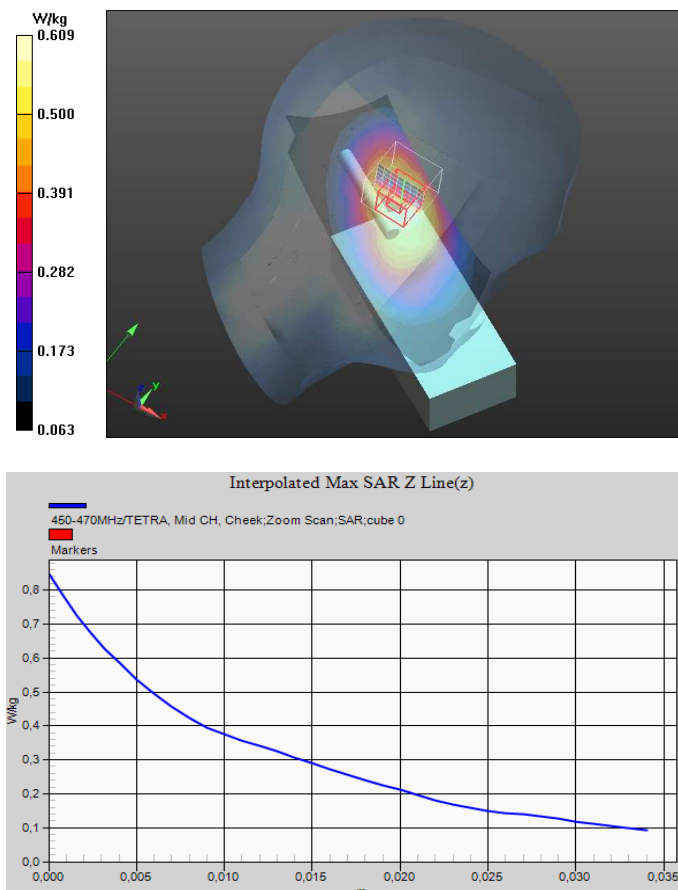 W/kg
0.609
0.500
0.391
0.282
0.173
0.063
z
y
x
Interpolated Max SAR Z Line(z)
450-470MHz/TETRA, Mid CH, Cheek;Zoom Scan;SAR;cube 0
Markers
0,8
0,7
0,6
0,5
W/kg
0,4
0,3
0,2
0,1
0,0
0,000 0,005 0,010 0,015 0,020 0,025 0,030 0,035